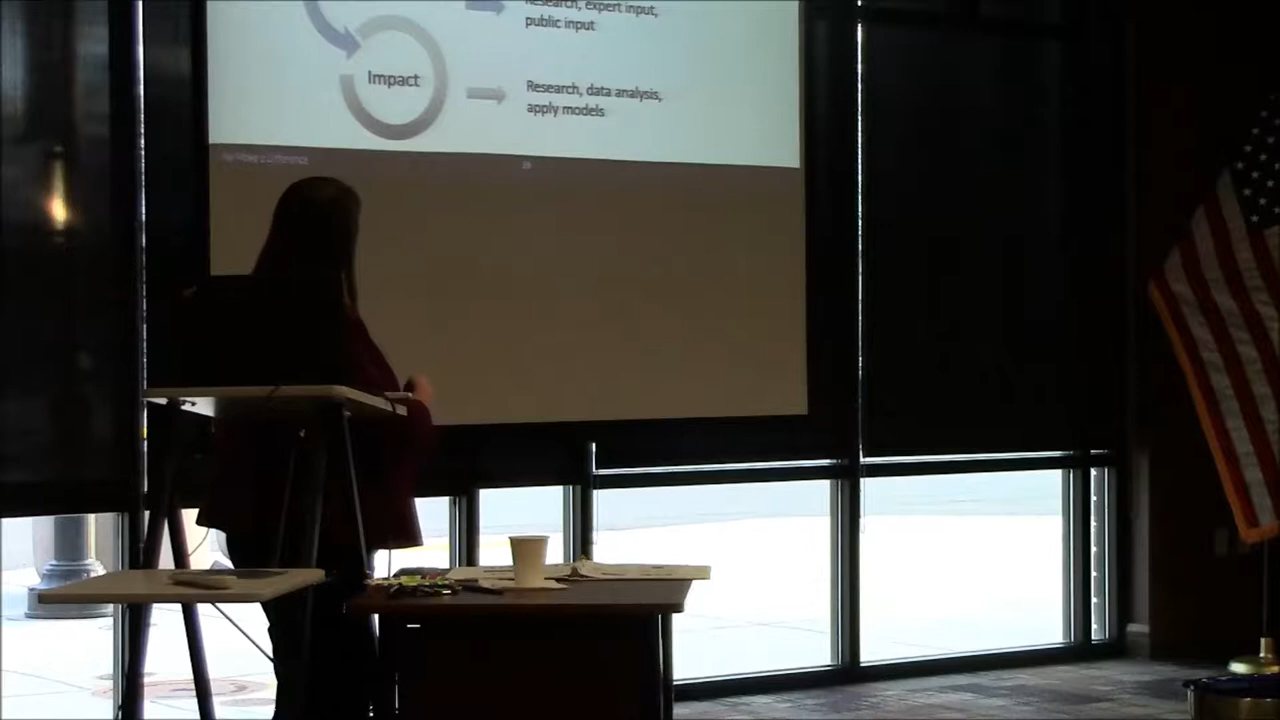 Research, expert input,
public input
Impact
Research, data analysis,
apply models